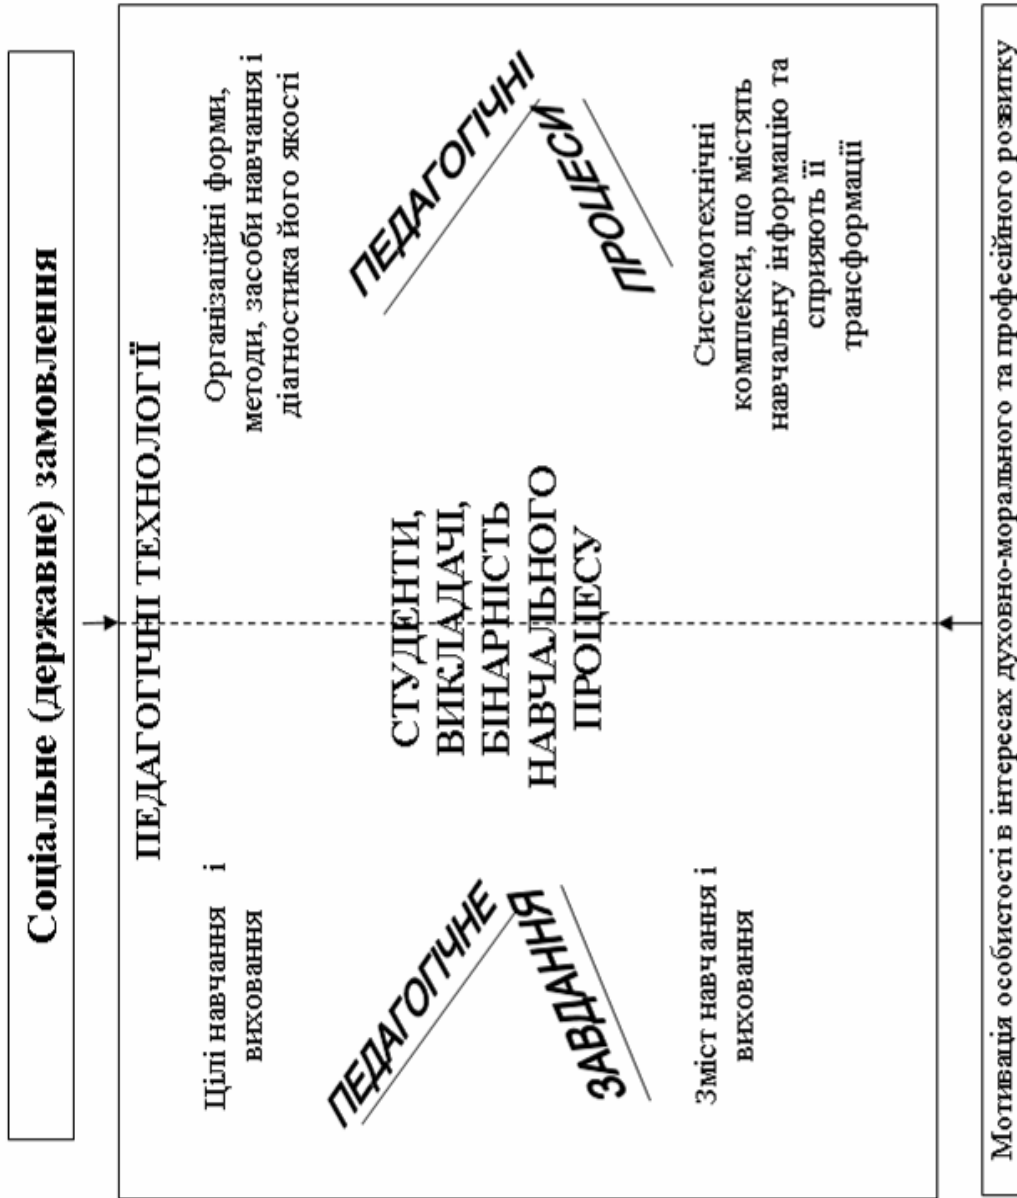 Соціальне (державне) замовлення
ПЕДАГОГІЧНІ ТЕХНОЛОГІЇ
Цілі навчання і
виховання
ПЕДАГОГІЧНЕ
ЗАВДАННЯ
Зміст навчання і
виховання
СТУДЕНТИ,
ВИКЛАДАЧІ,
БІНАРНІСТЬ
НАВЧАЛЬНОГО
ПРОЦЕСУ
Організаційні форми,
методи, засоби навчання і
діагностика його якості
ПЕДАГОГІЧНІ
ПРОЦЕСИ
Системотехнічні
комплекси, що містять
навчальну інформацію та
сприяють її
трансформації
Мотивація особистості в інтересах духовно-морального та професійного розвитку